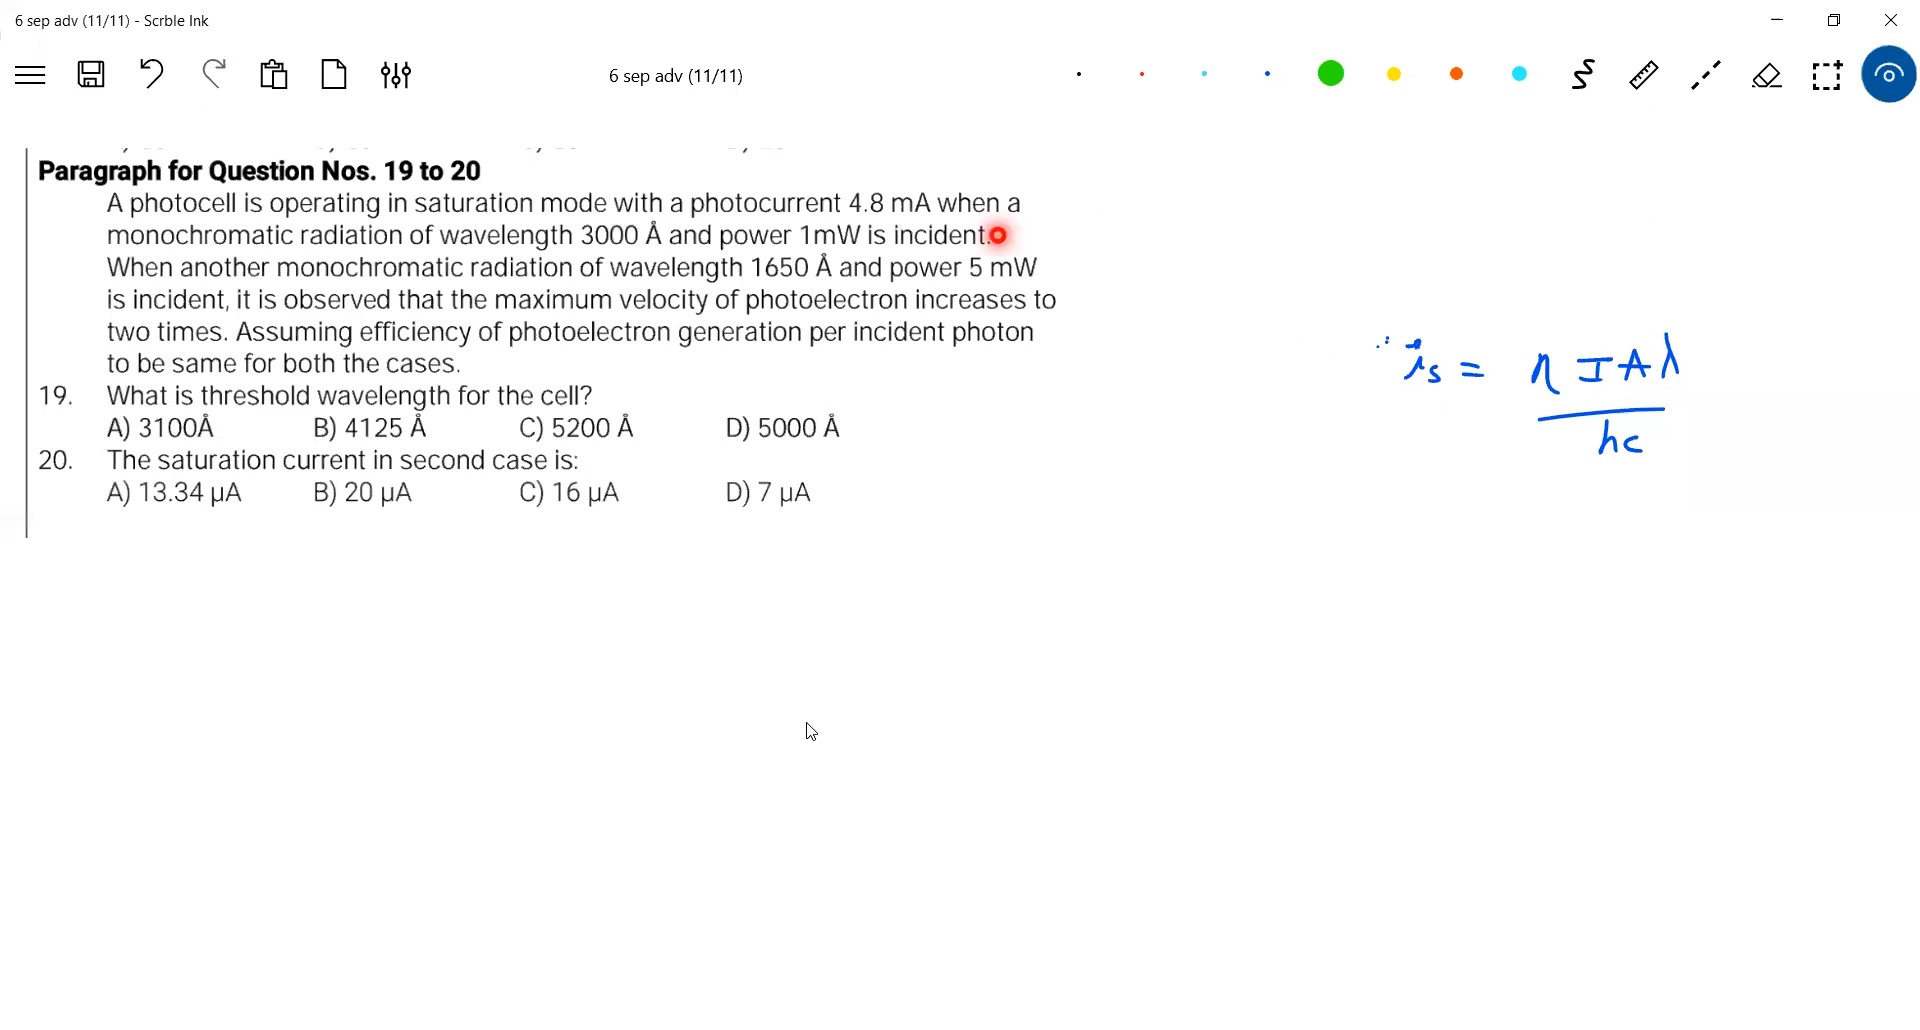 6 sep adv (11/11) - Scrble Ink
6 sep adv (11/11)
Paragraph for Question Nos. 19 to 20
A photocell is operating in saturation mode with a photocurrent 4.8 mA when a
monochromatic radiation of wavelength 3000 Å and power 1mW is incident.
When another monochromatic radiation of wavelength 1650 Å and power 5 mW
is incident, it is observed that the maximum velocity of photoelectron increases to
two times. Assuming efficiency of photoelectron generation per incident photon
to be same for both the cases.
19. What is threshold wavelength for the cell?
A) 3100Å B) 4125 Å C) 5200 Å D) 5000 Å
20. The saturation current in second case is:
A) 13.34 μA B) 20 μA C) 16 μA D) 7 μA
is = η I A λ
hc